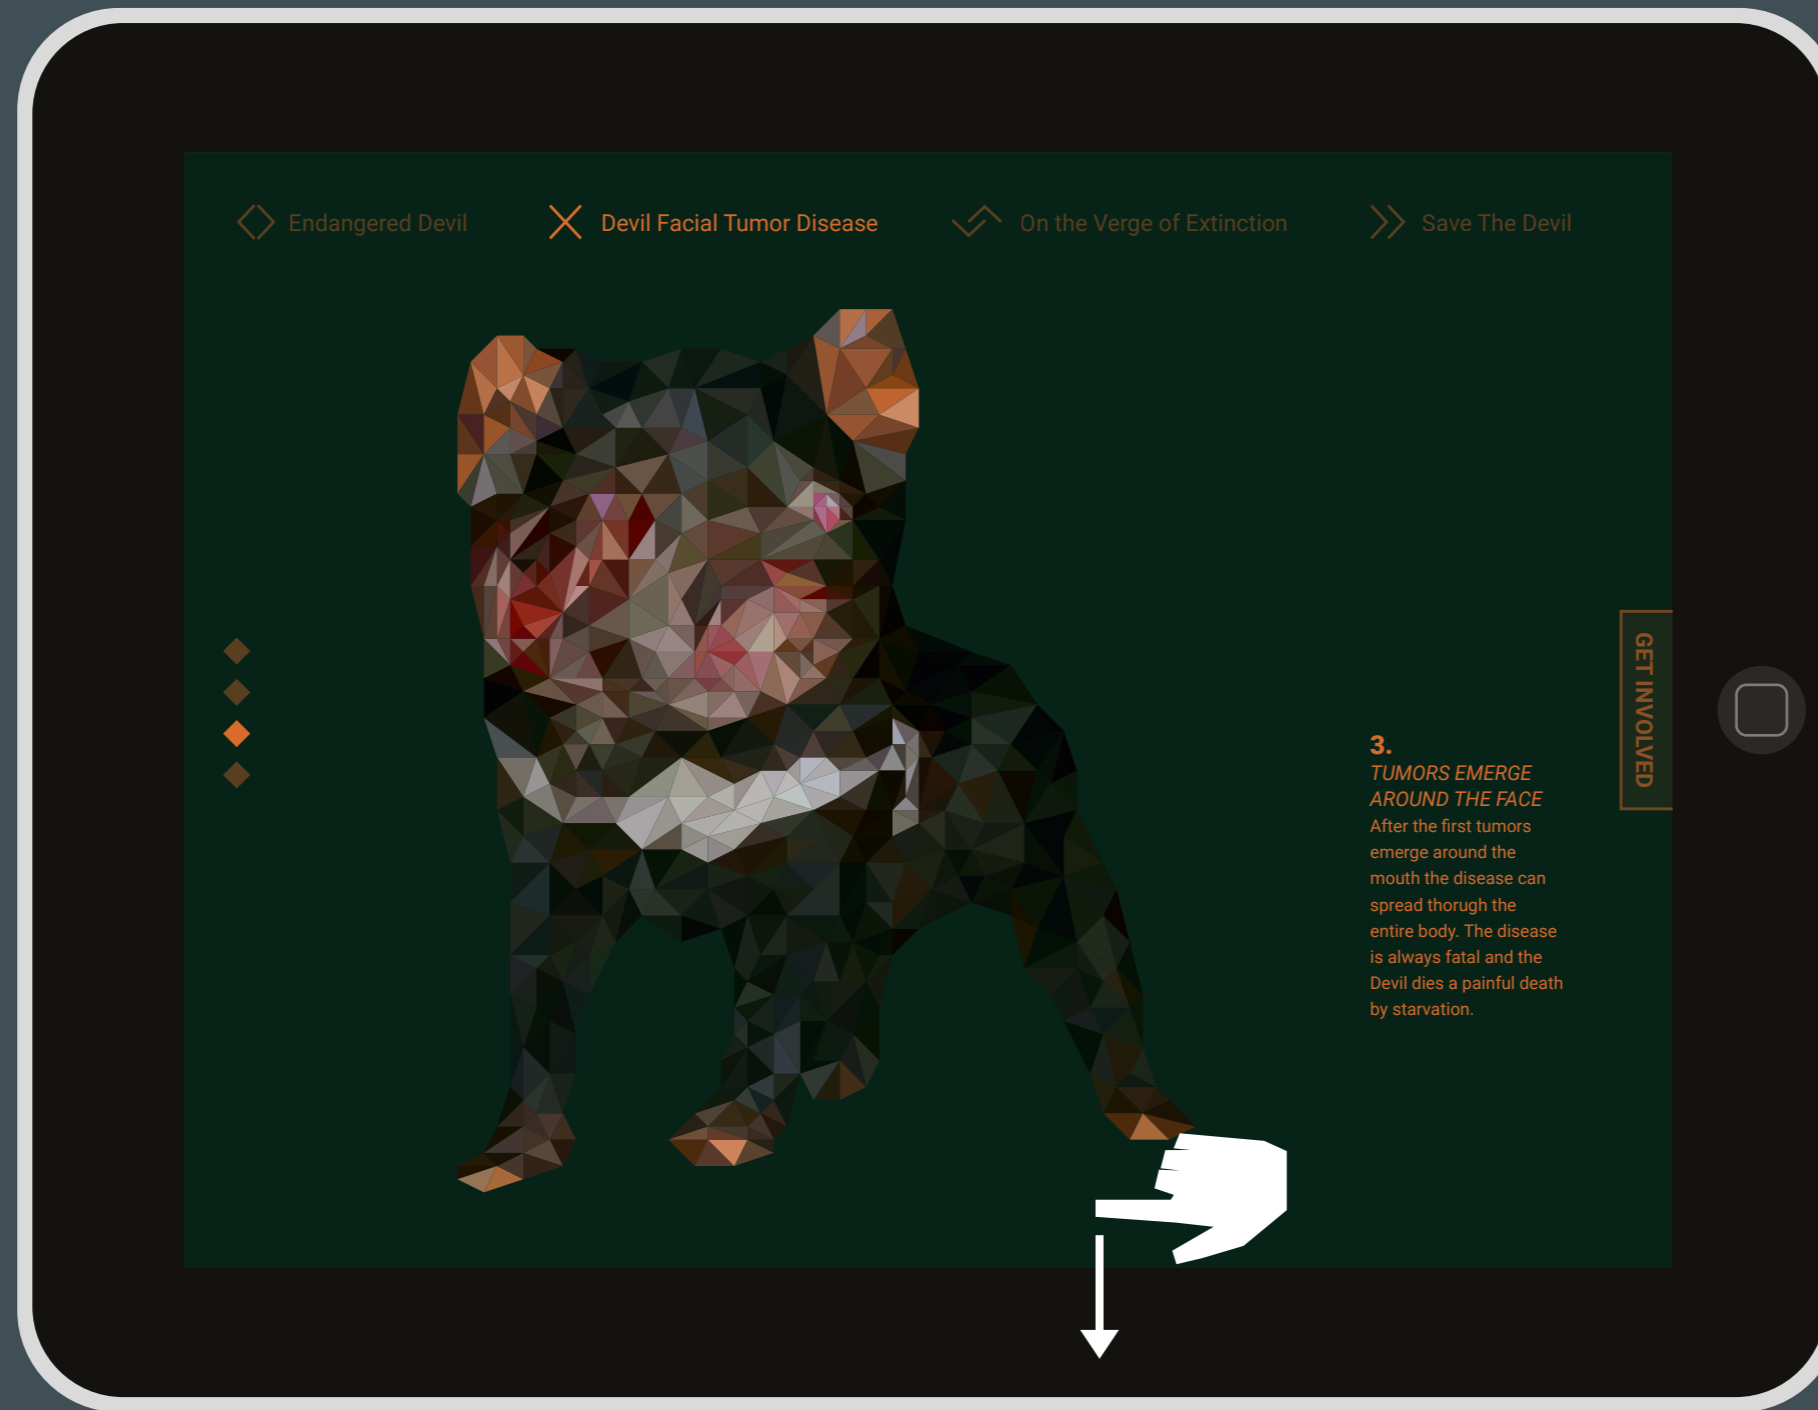 Endangered Devil
Devil Facial Tumor Disease
On the Verge of Extinction
Save The Devil
GET INVOLVED
3.
TUMORS EMERGE
AROUND THE FACE
After the first tumors
emerge around the
mouth the disease can
spread thorugh the
entire body. The disease
is always fatal and the
Devil dies a painful death
by starvation.